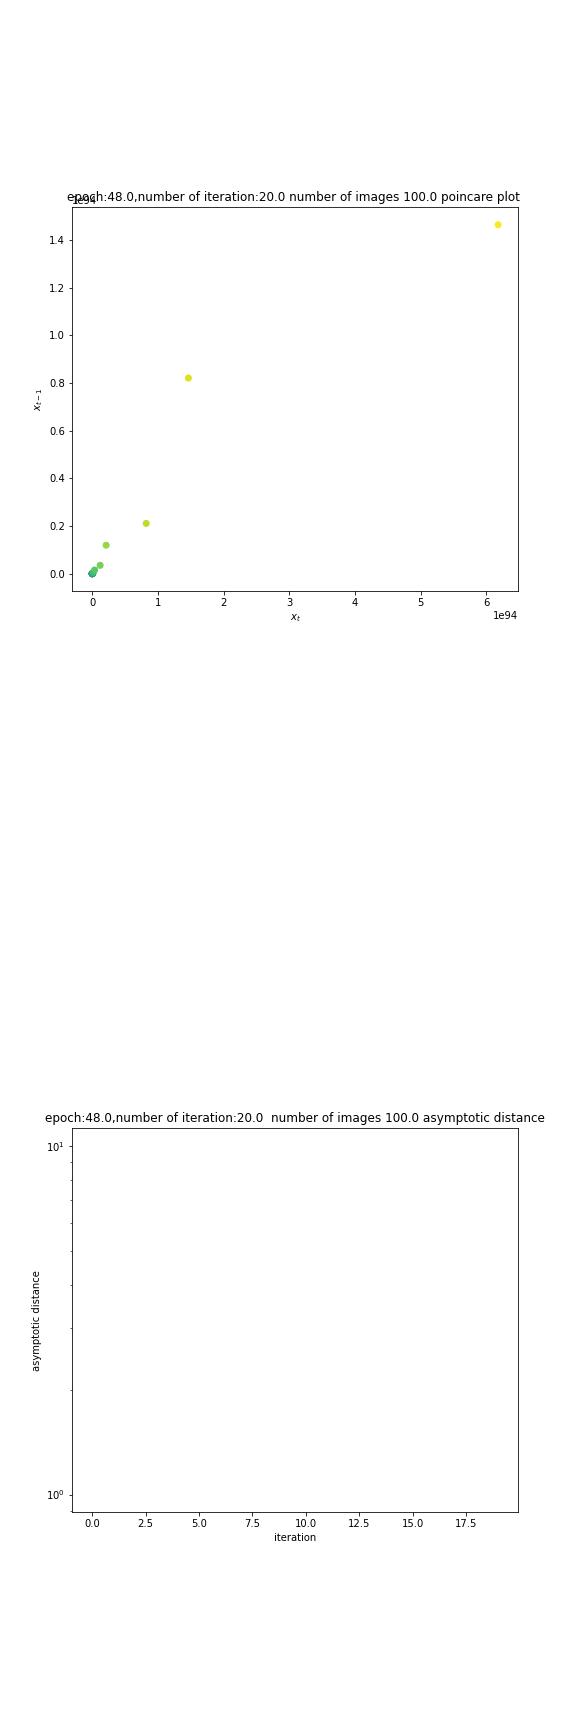 epoch:48.0,number of iteration:20.0 number of images 100.0 poincare plot
1e94
1.4
1.2
1.0
0.8
0.6
0.4
0.2
0.0
x_{t-1}
0 1 2 3 4 5 6
x_t
1e94
epoch:48.0,number of iteration:20.0  number of images 100.0 asymptotic distance
10^1
10^0
asymptotic distance
0.0 2.5 5.0 7.5 10.0 12.5 15.0 17.5
iteration